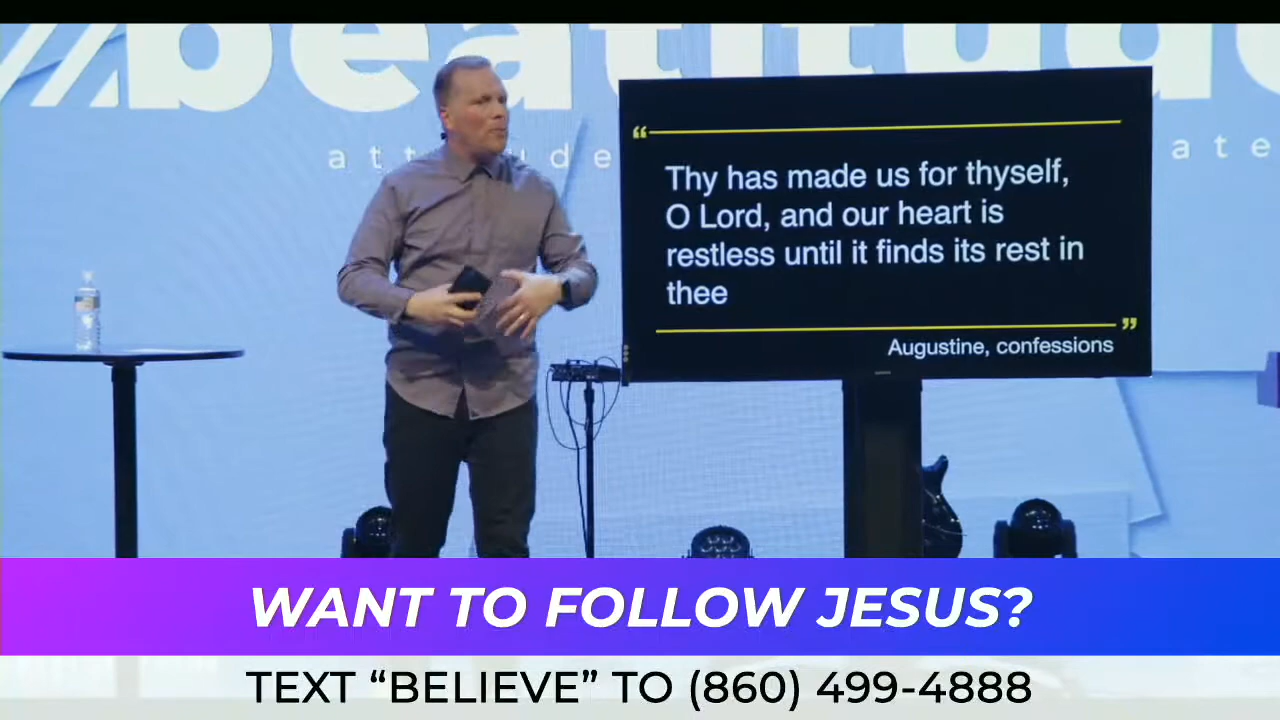 //beatitude
“
Thy has made us for thyself,
O Lord, and our heart is
restless until it finds its rest in
thee
”
Augustine, confessions
WANT TO FOLLOW JESUS?
TEXT “BELIEVE” TO (860) 499-4888